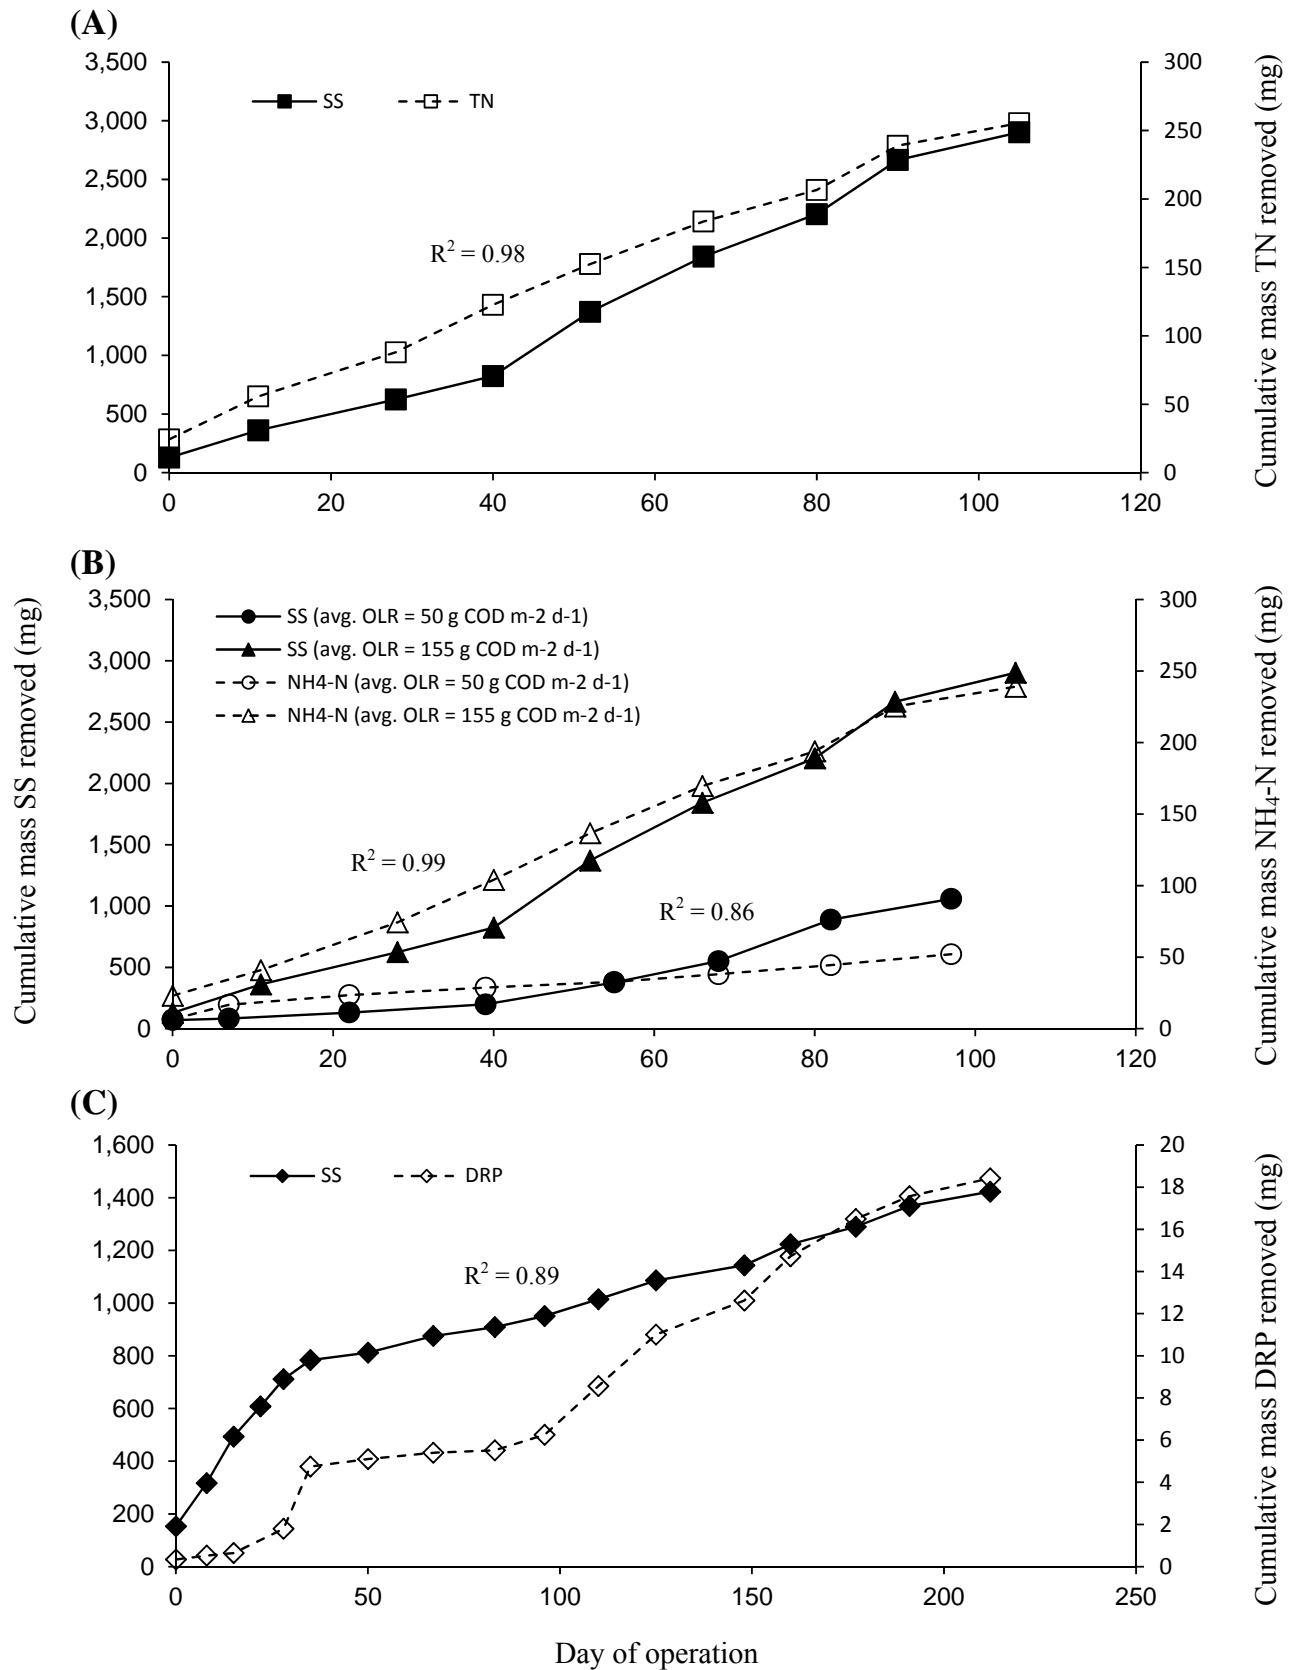 (A)
3,500
3,000
2,500
2,000
1,500
1,000
500
0
SS
TN
R² = 0.98
300
250
200
150
100
50
0
Cumulative mass TN removed (mg)
0 20 40 60 80 100 120
(B)
Cumulative mass SS removed (mg)
3,500
3,000
2,500
2,000
1,500
1,000
500
0
SS (avg. OLR = 50 g COD m-2 d-1)
SS (avg. OLR = 155 g COD m-2 d-1)
NH4-N (avg. OLR = 50 g COD m-2 d-1)
NH4-N (avg. OLR = 155 g COD m-2 d-1)
R² = 0.99
R² = 0.86
300
250
200
150
100
50
0
Cumulative mass NH₄-N removed (mg)
0 20 40 60 80 100 120
(C)
1,600
1,400
1,200
1,000
800
600
400
200
0
SS
DRP
R² = 0.89
20
18
16
14
12
10
8
6
4
2
0
Cumulative mass DRP removed (mg)
0 50 100 150 200 250
Day of operation